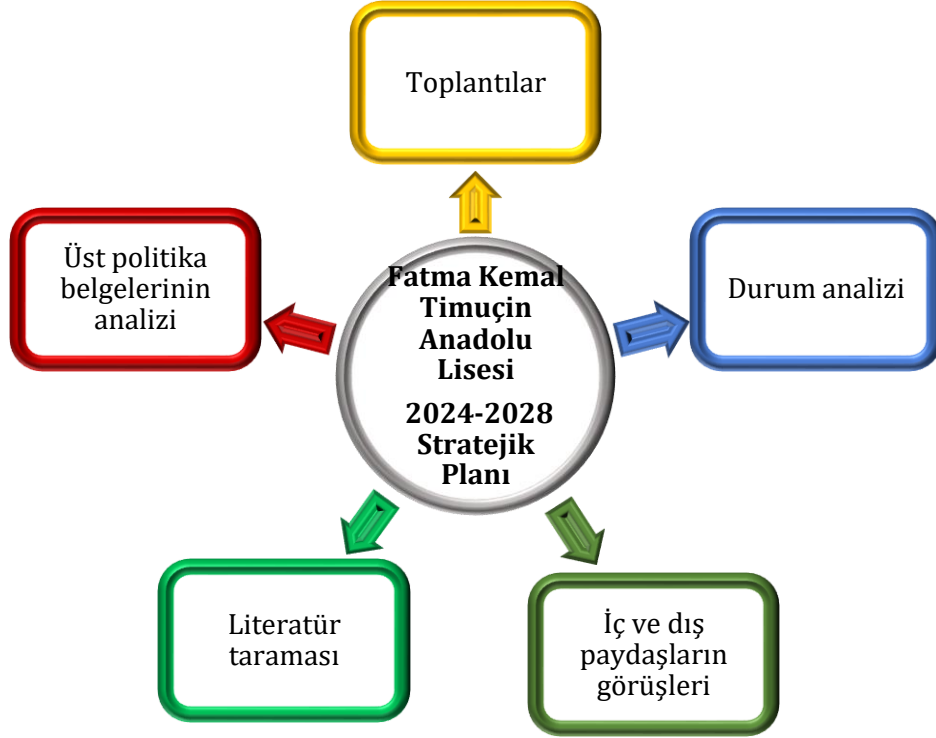 Toplantılar
Üst politika
belgelerinin
analizi
Fatma Kemal
Timuçin
Anadolu
Lisesi
2024-2028
Stratejik
Planı
Durum analizi
Literatür
taraması
İç ve dış
paydaşların
görüşleri